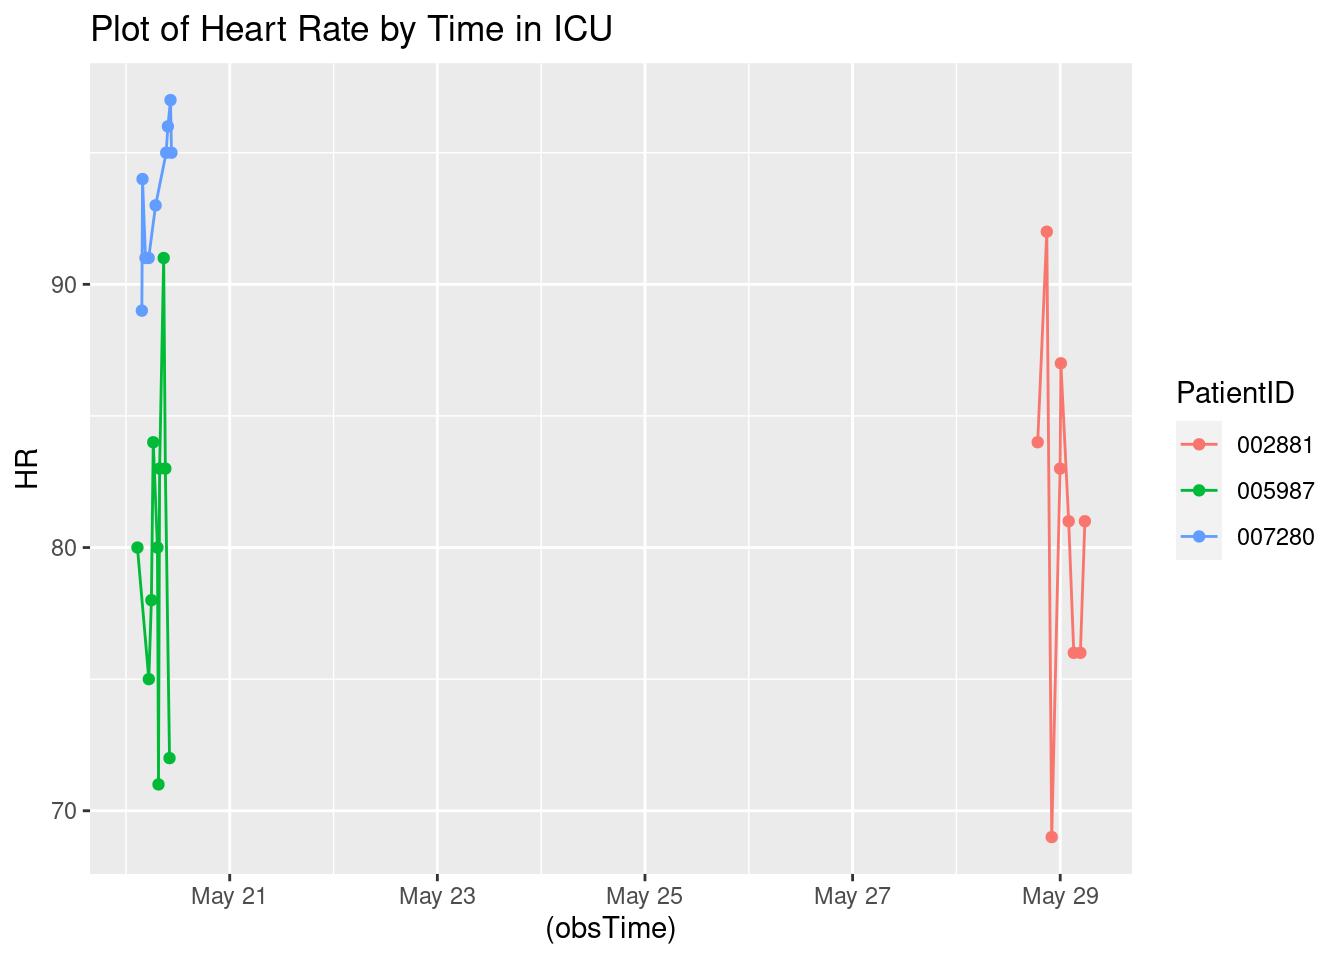 Plot of Heart Rate by Time in ICU
HR
90
80
70
May 21 May 23 May 25 May 27 May 29
(obsTime)
PatientID
002881
005987
007280